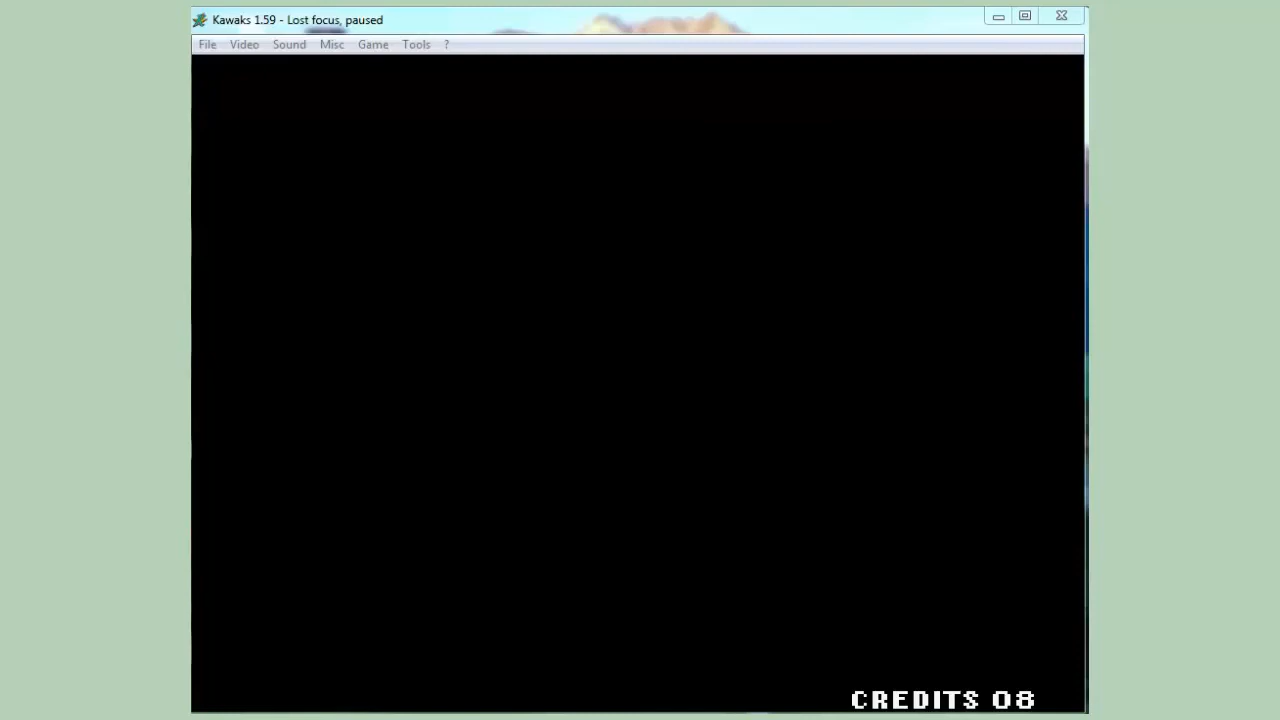 Kawaks 1.59 - Lost focus, paused
File Video Sound Misc Game Tools ?
CREDITS 08